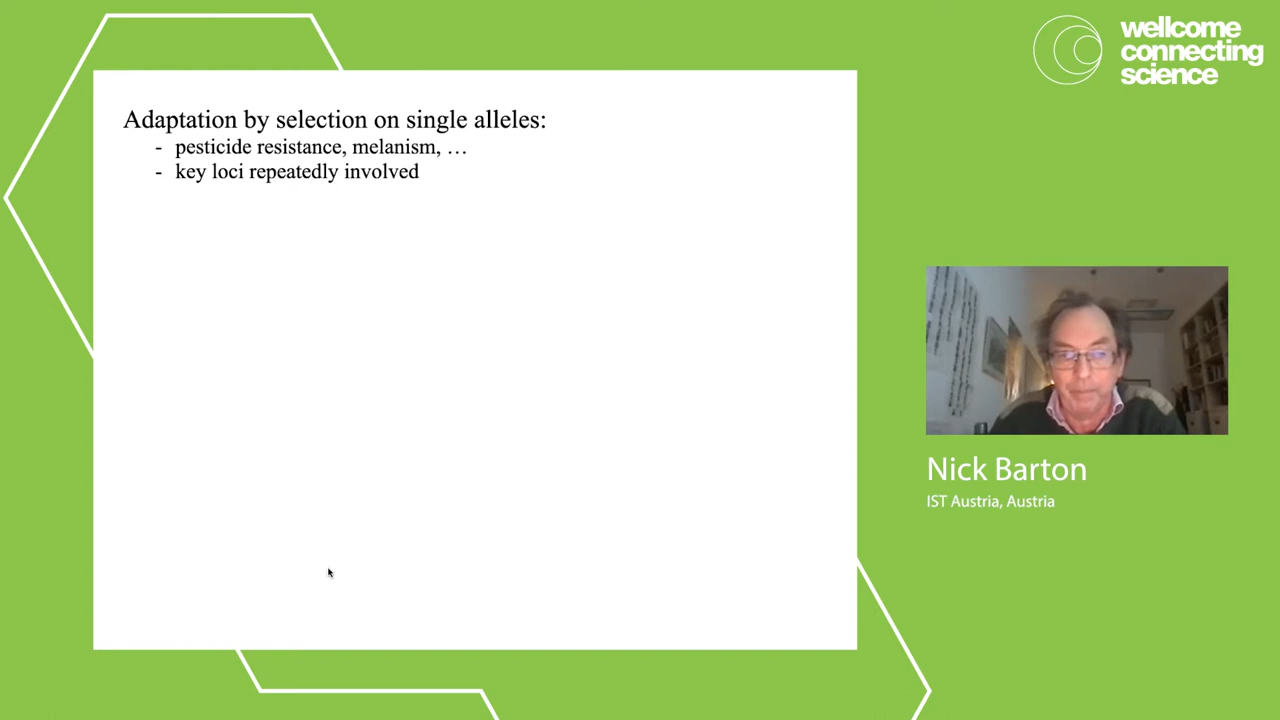 wellcome
connecting
science
Adaptation by selection on single alleles:
- pesticide resistance, melanism, …
- key loci repeatedly involved
Nick Barton
IST Austria, Austria